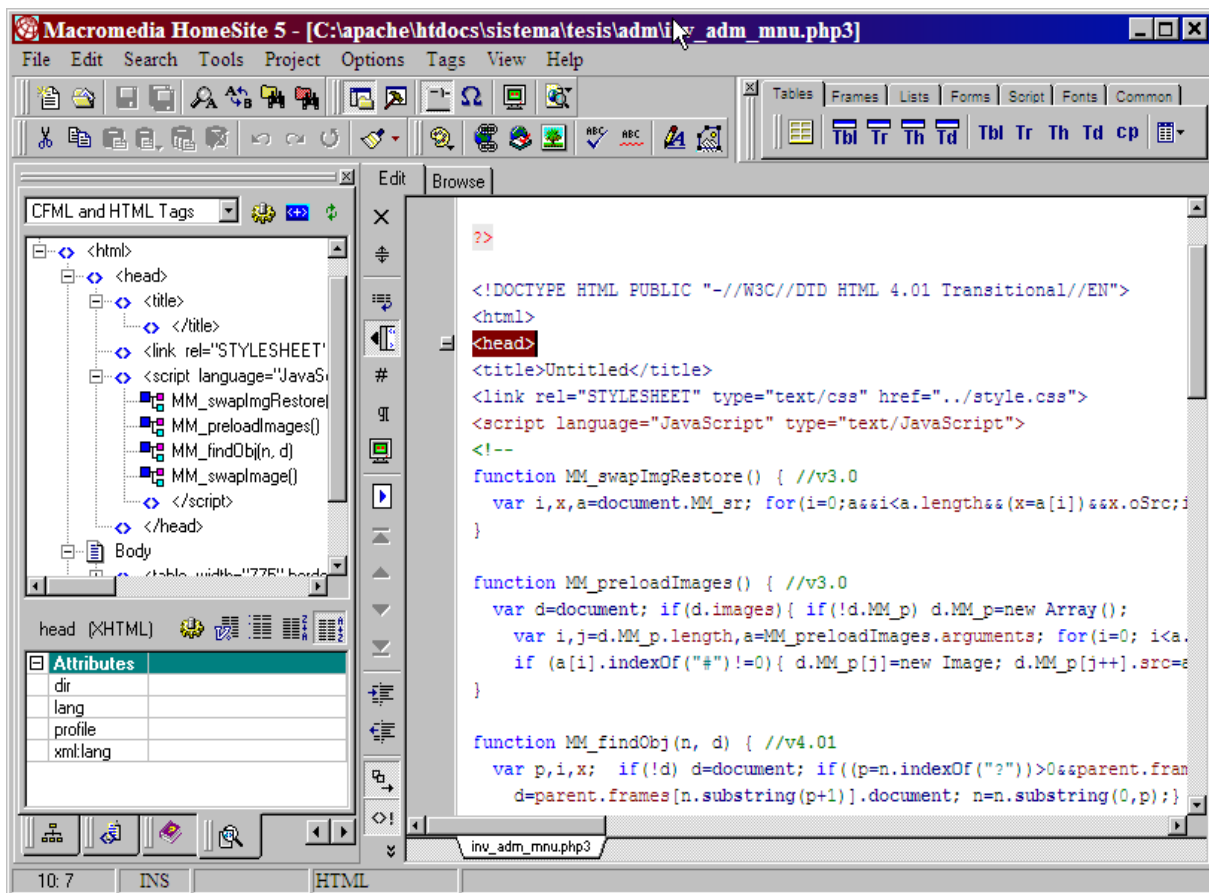 Macromedia HomeSite 5 - [C:\apache\htdocs\sistema\tesis\adm\inv_adm_mnu.php3]
File Edit Search Tools Project Options Tags View Help
Tables Frames Lists Forms Script Fonts Common
Tbl Tr Th Td Tbl Tr Th Td cp
ABC ABC
CFML and HTML Tags
<html>
<head>
<title>
</title>
<link rel="STYLESHEET"
<script language="JavaS
MM_swapImgRestore(
MM_preloadImages()
MM_findObj(n, d)
MM_swapImage()
</script>
</head>
Body
<table width="775" borde
head (XHTML)
Attributes
dir
lang
profile
xml:lang
Edit Browse
?>
<!DOCTYPE HTML PUBLIC "-//W3C//DTD HTML 4.01 Transitional//EN">
<html>
<head>
<title>Untitled</title>
<link rel="STYLESHEET" type="text/css" href="../style.css">
<script language="JavaScript" type="text/JavaScript">
<!--
function MM_swapImgRestore() { //v3.0
var i,x,a=document.MM_sr; for(i=0;a&&i<a.length&&(x=a[i])&&x.oSrc;i
}
function MM_preloadImages() { //v3.0
var d=document; if(d.images){ if(!d.MM_p) d.MM_p=new Array();
var i,j=d.MM_p.length,a=MM_preloadImages.arguments; for(i=0; i<a.
if (a[i].indexOf("#")!=0){ d.MM_p[j]=new Image; d.MM_p[j++].src=a
}
function MM_findObj(n, d) { //v4.01
var p,i,x; if(!d) d=document; if((p=n.indexOf("?"))>0&&parent.fram
d=parent.frames[n.substring(p+1)].document; n=n.substring(0,p);}
inv_adm_mnu.php3
10: 7 INS HTML